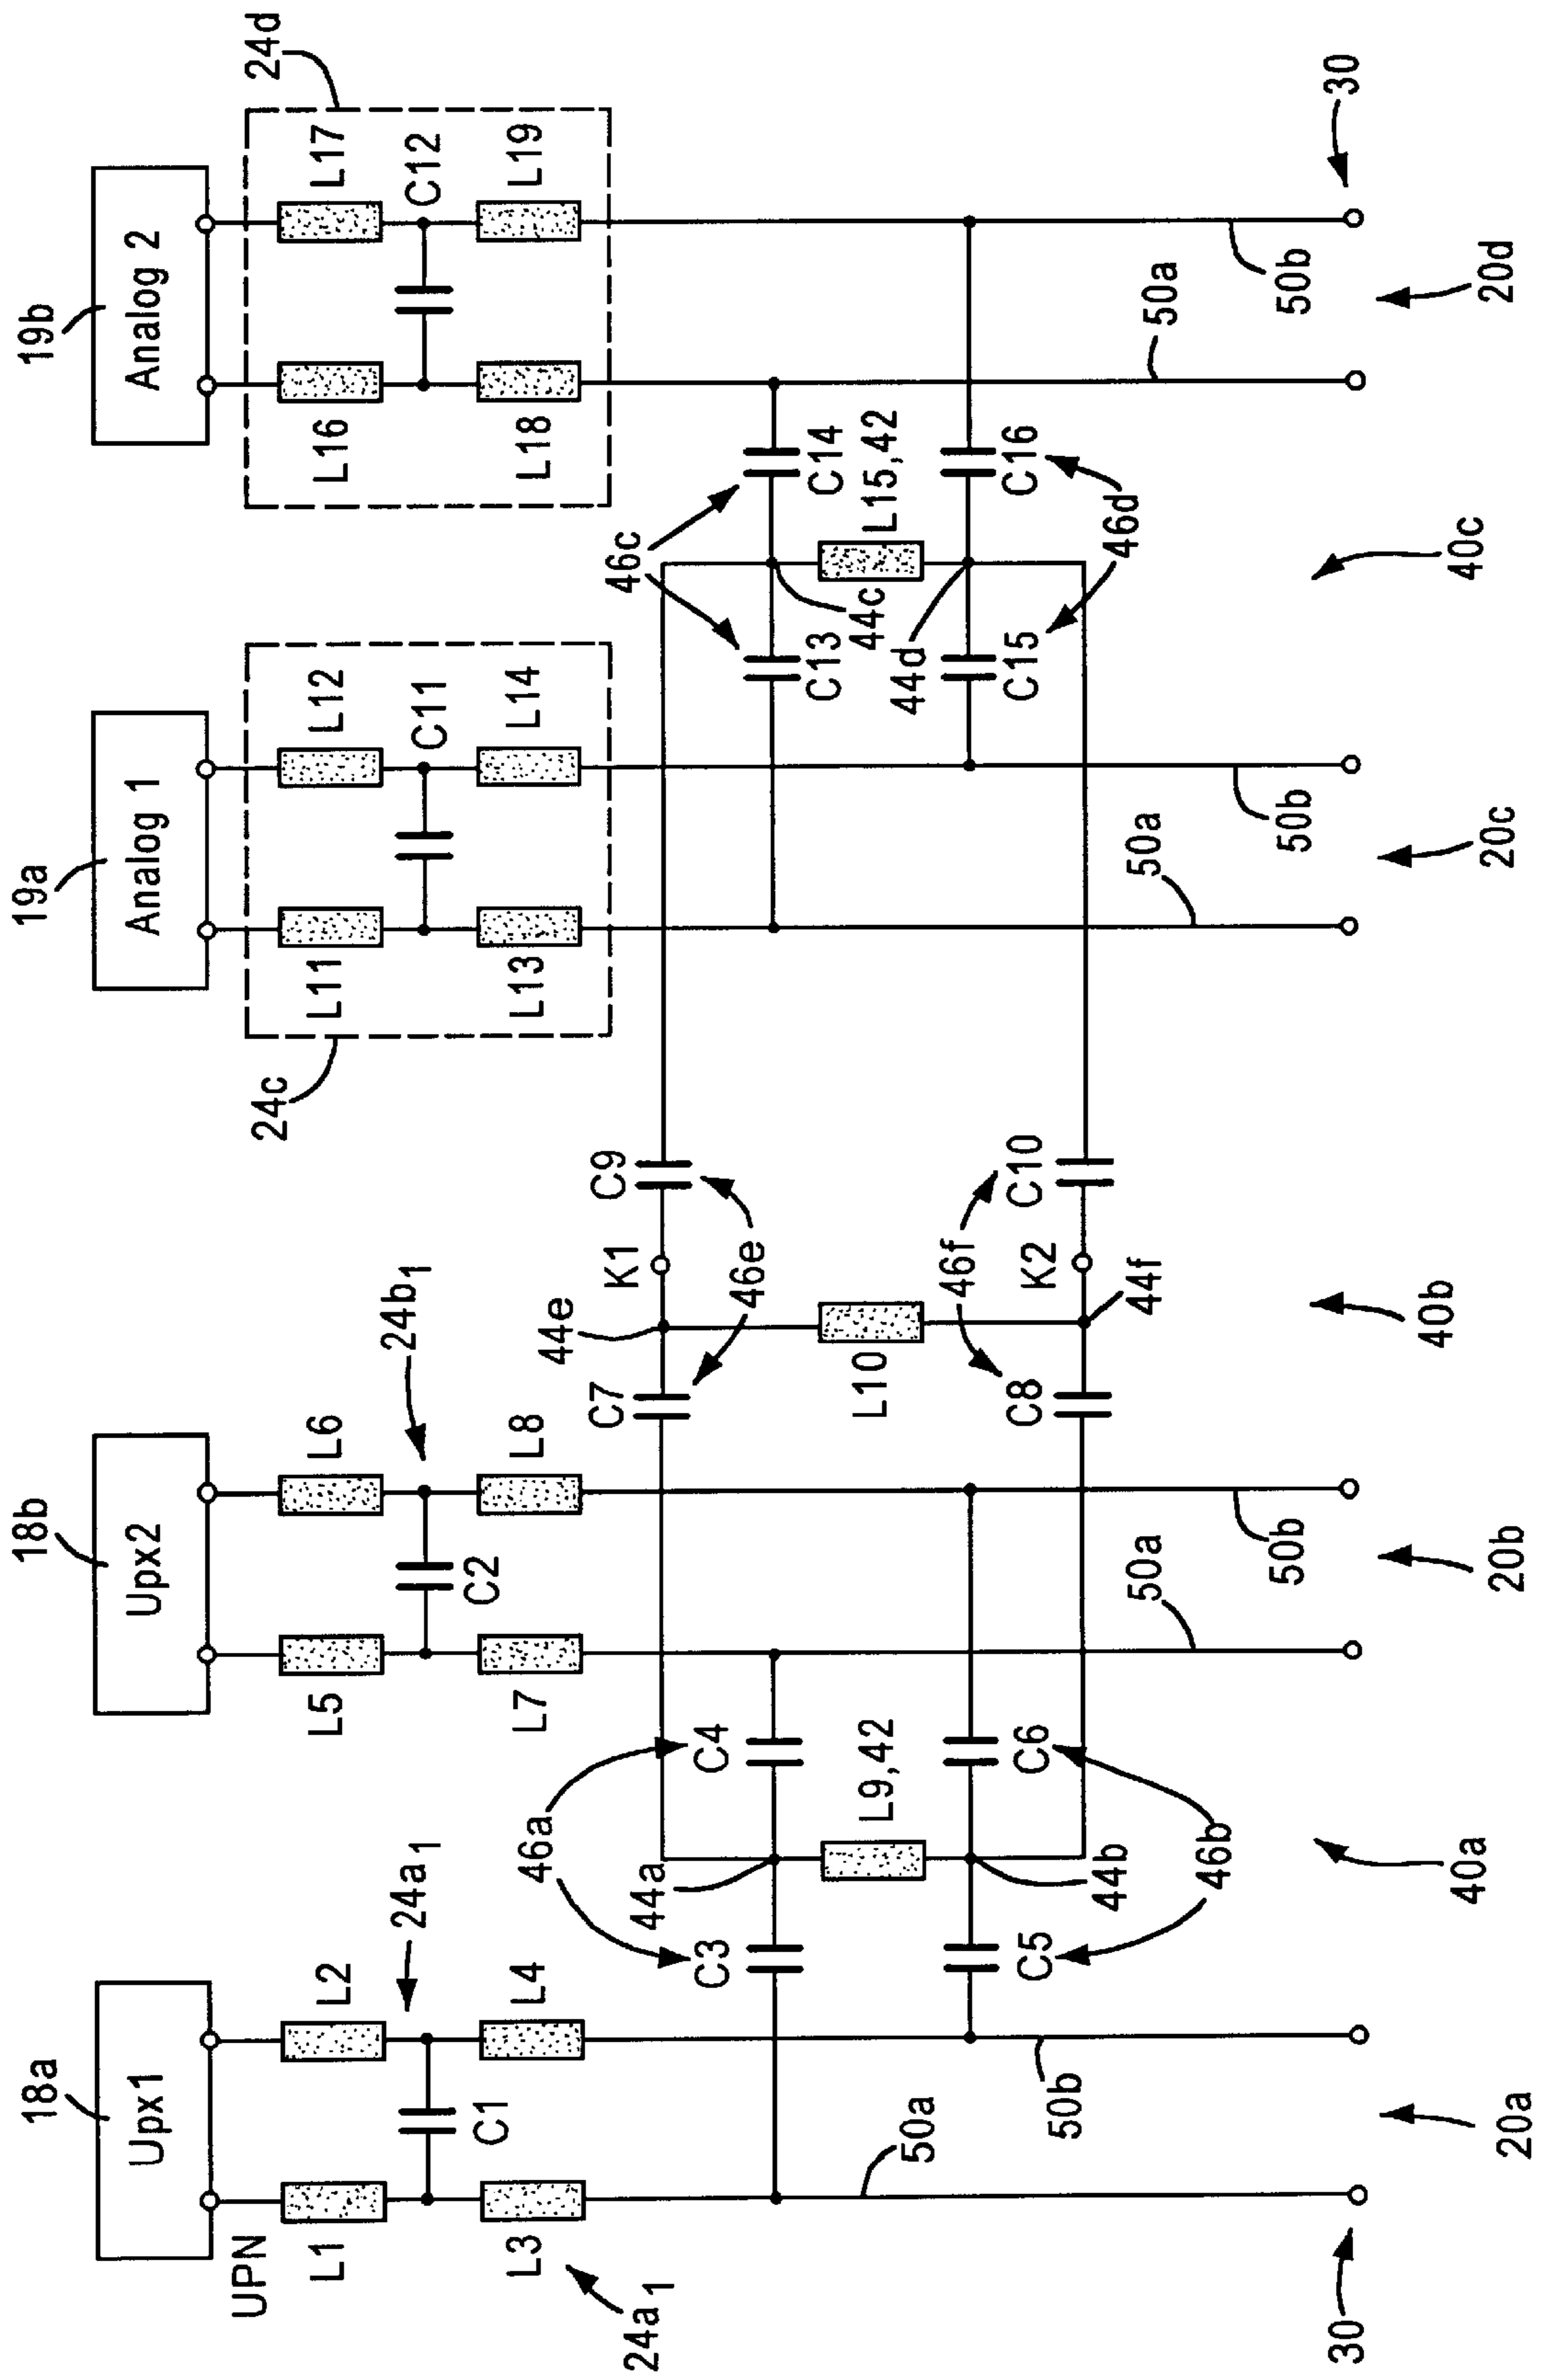 18a
18b
19a
19b
Upx1
Upx2
Analog 1
Analog 2
UPN
L1
L2
24a1
L5
L6
24b1
24c
L11
L12
L16
L17
24d
C1
C2
C11
C12
24a1
L3
L4
L7
L8
L13
L14
L18
L19
46a
44e
K1
C7
C9
46c
44a
C3
C4
46e
C13
44c
C14
L9,42
L10
L15,42
50a
46f
44d
C5
C6
C8
K2
C10
C15
C16
50b
44b
44f
46d
46b
50a
50a
50a
50b
50b
50b
30
30
40a
40b
40c
20a
20b
20c
20d